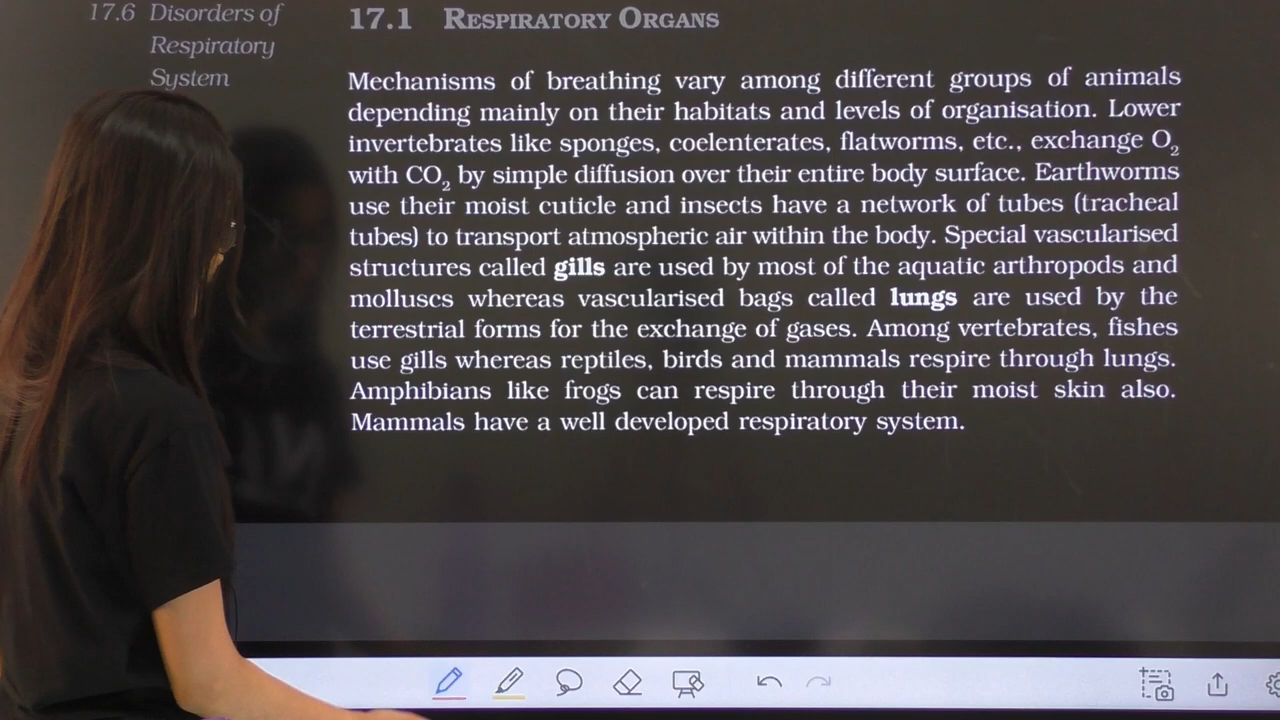 17.6 Disorders of
Respiratory
System
17.1 RESPIRATORY ORGANS
Mechanisms of breathing vary among different groups of animals
depending mainly on their habitats and levels of organisation. Lower
invertebrates like sponges, coelenterates, flatworms, etc., exchange O₂
with CO₂ by simple diffusion over their entire body surface. Earthworms
use their moist cuticle and insects have a network of tubes (tracheal
tubes) to transport atmospheric air within the body. Special vascularised
structures called gills are used by most of the aquatic arthropods and
molluscs whereas vascularised bags called lungs are used by the
terrestrial forms for the exchange of gases. Among vertebrates, fishes
use gills whereas reptiles, birds and mammals respire through lungs.
Amphibians like frogs can respire through their moist skin also.
Mammals have a well developed respiratory system.